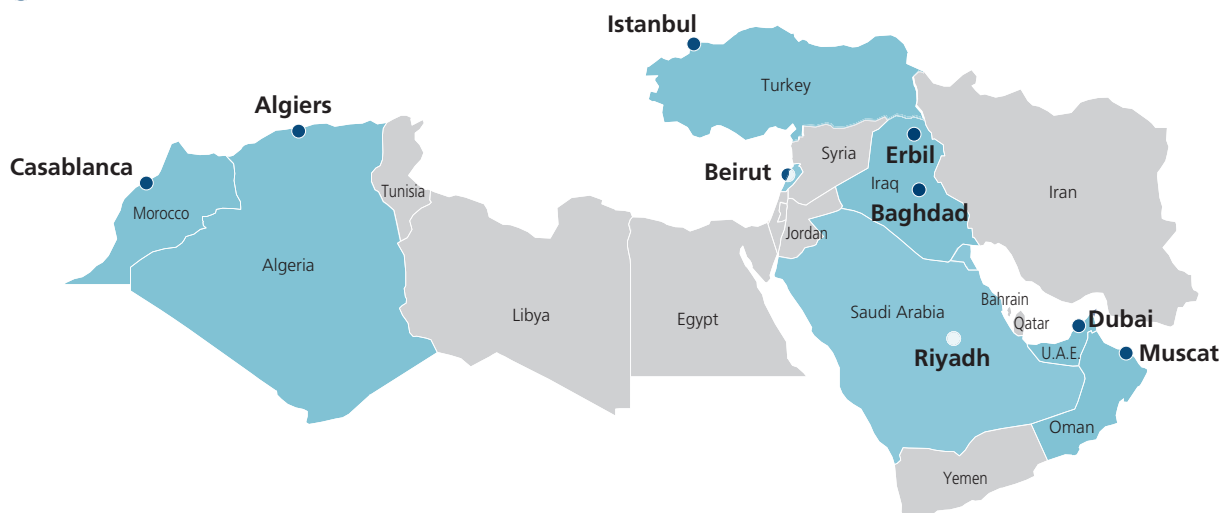 Istanbul
Turkey
Algiers
Casablanca
Erbil
Syria
Beirut
Iraq
Tunisia
Iran
Morocco
Baghdad
Jordan
Algeria
Bahrain
Saudi Arabia
Libya
Egypt
Qatar
Dubai
Riyadh
U.A.E.
Muscat
Oman
Yemen